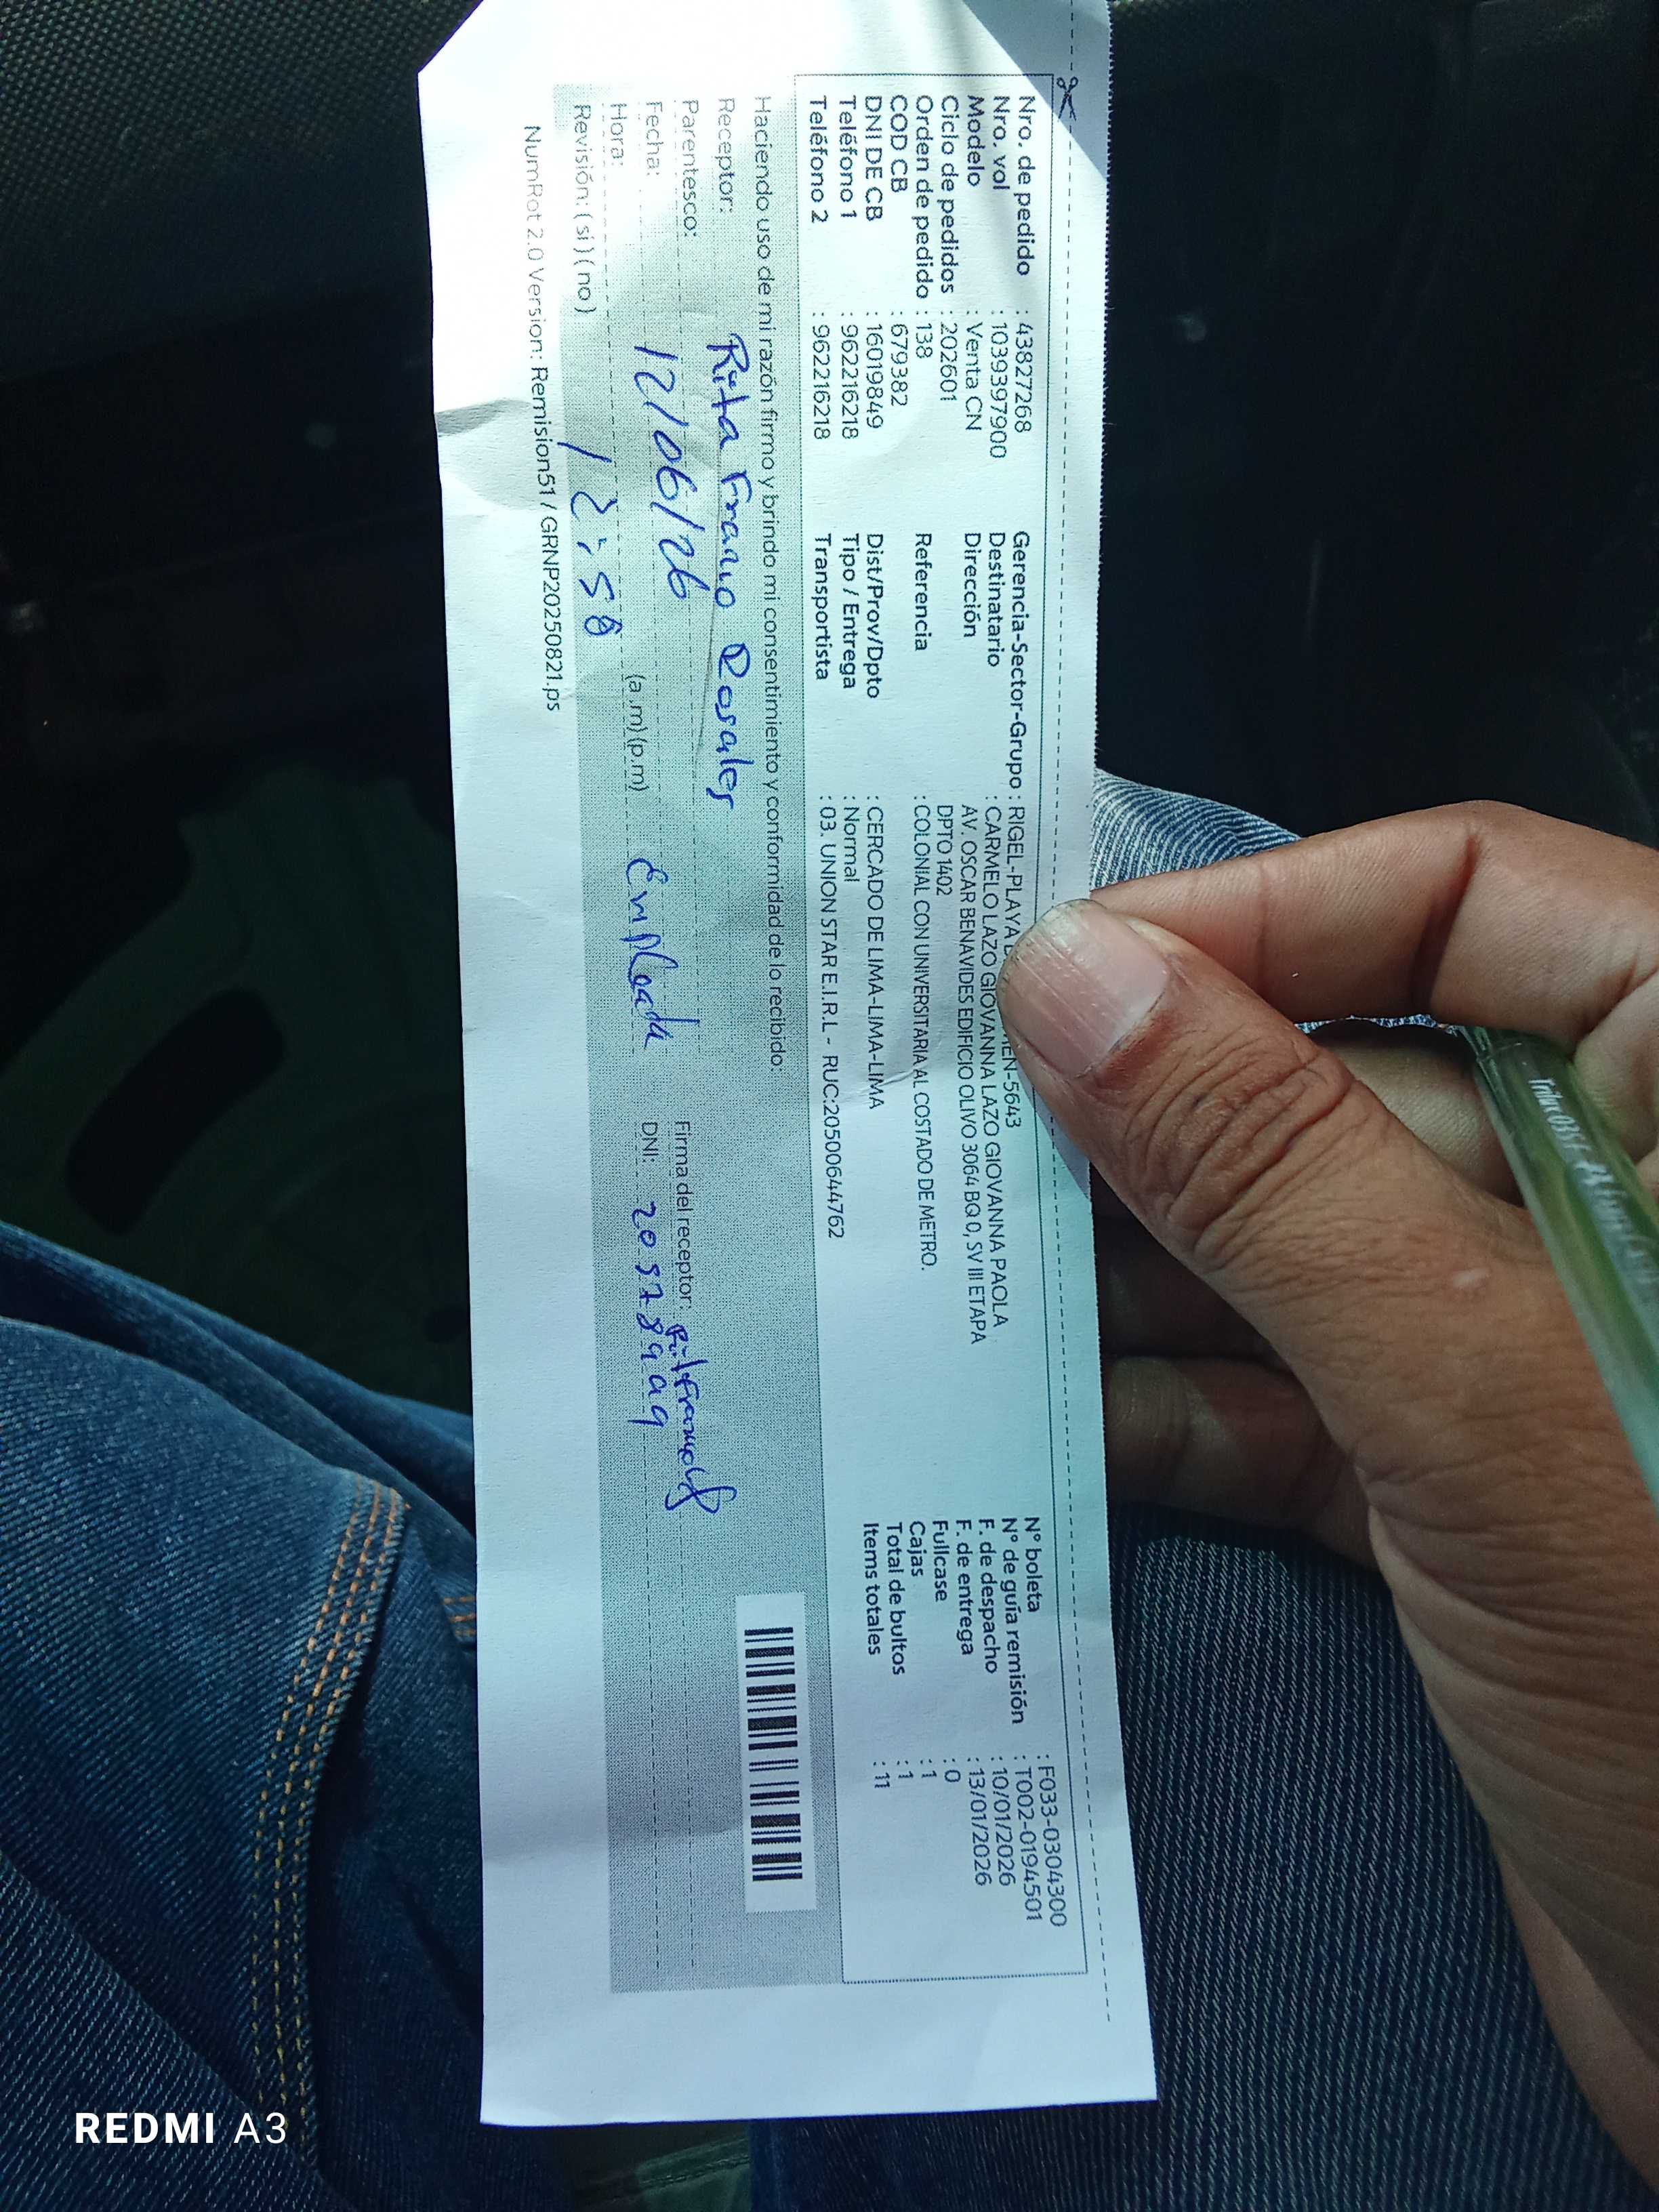 Nro. de pedido : 43827268
Nro. vol : 1039397900
Modelo : Venta CN
Ciclo de pedidos : 202601
Orden de pedido : 138
COD CB : 679382
DNI DE CB : 16019849
Teléfono 1 : 962216218
Teléfono 2 : 962216218
Gerencia-Sector-Grupo : RIGEL-PLAYA EN-5643
Destinatario : CARMELO LAZO GIOVANNA LAZO GIOVANNA PAOLA
Dirección AV. OSCAR BENAVIDES EDIFICIO OLIVO 3064 BQ 0, SV III ETAPA
DPTO 1402
Referencia : COLONIAL CON UNIVERSITARIA AL COSTADO DE METRO.
Dist/Prov/Dpto : CERCADO DE LIMA-LIMA-LIMA
Tipo / Entrega : Normal
Transportista : 03. UNION STAR E.I.R.L - RUC:20500644762
N° boleta : F033-0304300
N° de guía remisión : T002-0194501
F. de despacho : 10/01/2026
F. de entrega : 13/01/2026
Fullcase : 0
Cajas : 1
Total de bultos : 1
Items totales : 11
Haciendo uso de mi razón firmo y brindo mi consentimiento y conformidad de lo recibido:
Receptor: Rita Rosales
Parentesco:
Fecha: 12/06/26
Empleada
Firma del receptor:
DNI:
Hora: 12:58 (a.m) (p.m)
Revisión: ( si ) ( no )
NumRot 2.0 Version: Remision51 / GRNP20250821.ps
REDMI A3